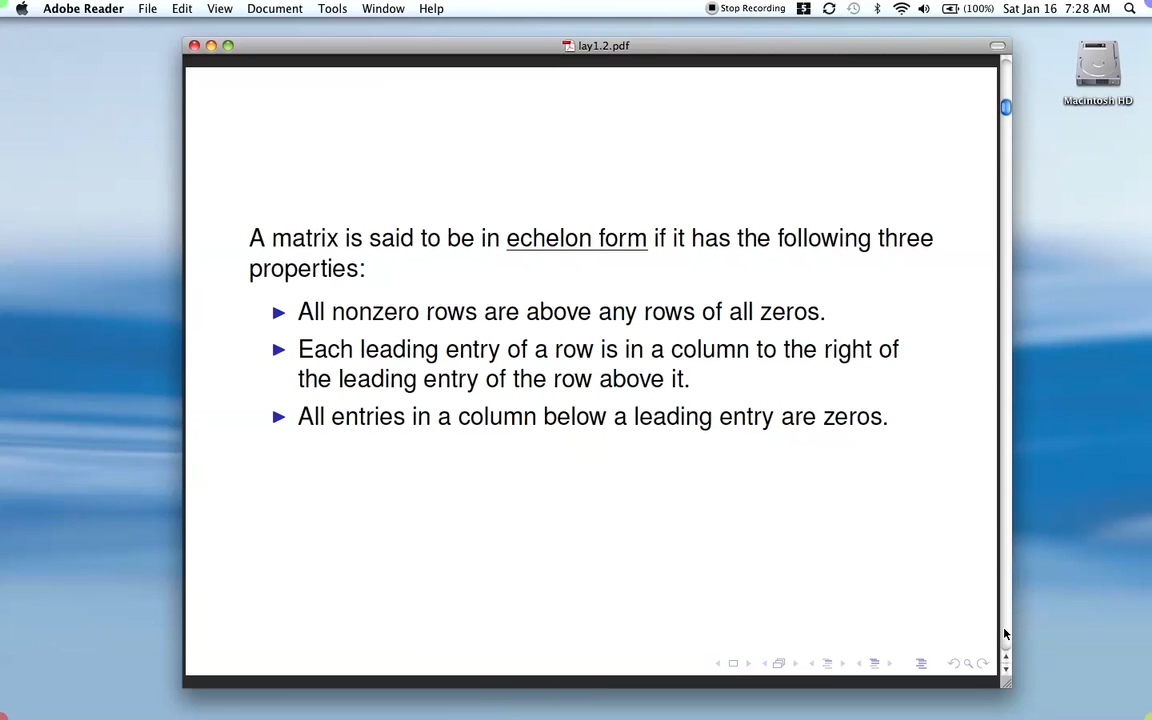 Adobe Reader File Edit View Document Tools Window Help Stop Recording (100%) Sat Jan 16 7:28 AM
lay1.2.pdf
Macintosh HD
A matrix is said to be in echelon form if it has the following three
properties:
All nonzero rows are above any rows of all zeros.
Each leading entry of a row is in a column to the right of
the leading entry of the row above it.
All entries in a column below a leading entry are zeros.